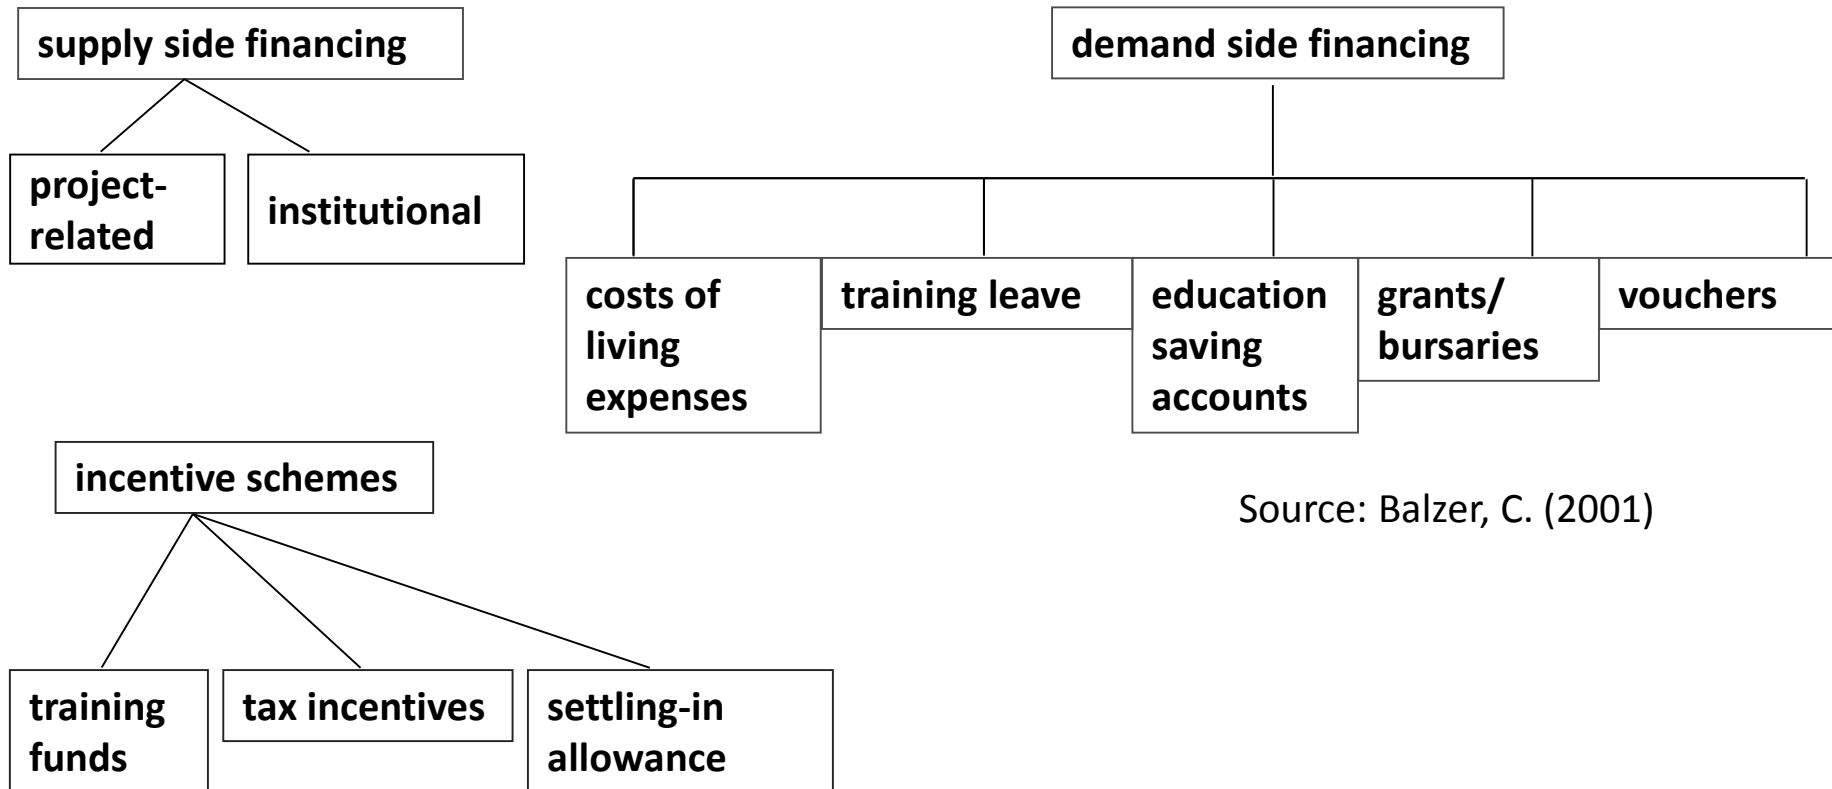 supply side financing
project-
related
institutional
demand side financing
costs of
living
expenses
training leave
education
saving
accounts
grants/
bursaries
vouchers
incentive schemes
training
funds
tax incentives
settling-in
allowance
Source: Balzer, C. (2001)